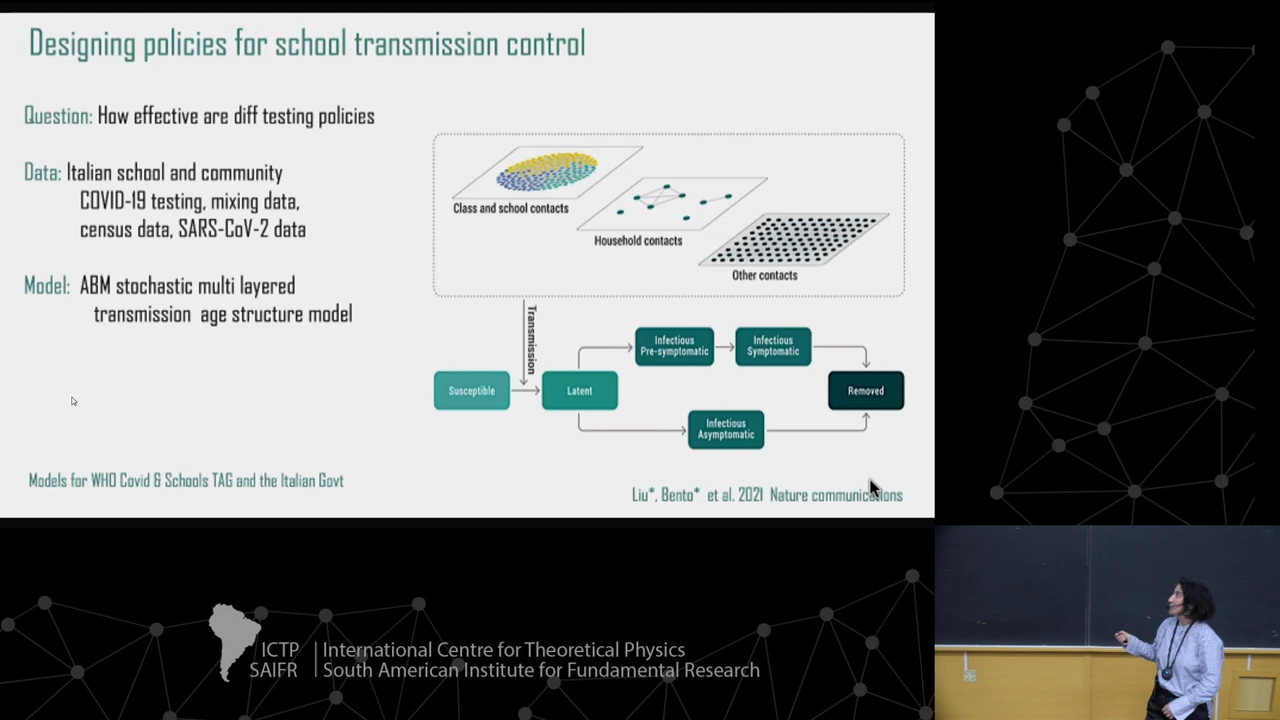 Designing policies for school transmission control
Question: How effective are diff testing policies
Data: Italian school and community
COVID-19 testing, mixing data,
census data, SARS-CoV-2 data
Model: ABM stochastic multi layered
transmission age structure model
Class and school contacts
Household contacts
Other contacts
Transmission
Infectious
Pre-symptomatic
Infectious
Symptomatic
Susceptible
Latent
Removed
Infectious
Asymptomatic
Models for WHO Covid & Schools TAG and the Italian Govt
Liu*, Bento* et al. 2021 Nature communications
ICTP
SAIFR
International Centre for Theoretical Physics
South American Institute for Fundamental Research